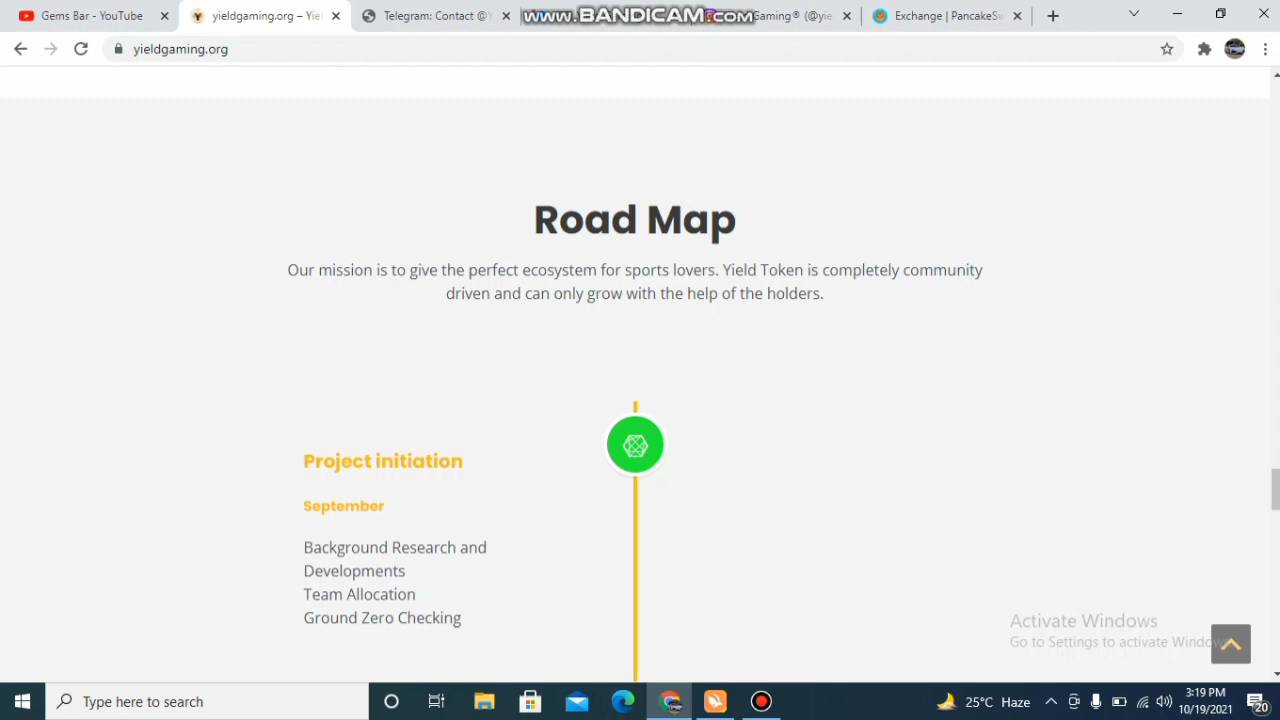 Gems Bar - YouTube
yieldgaming.org – Yiel
Telegram: Contact @Y
WWW.BANDICAM.COM
Gaming® (@yie
Exchange | PancakeSw
yieldgaming.org
Road Map
Our mission is to give the perfect ecosystem for sports lovers. Yield Token is completely community
driven and can only grow with the help of the holders.
Project initiation
September
Background Research and
Developments
Team Allocation
Ground Zero Checking
Activate Windows
Go to Settings to activate Windows.
Type here to search
25°C Haze
3:19 PM
10/19/2021
20